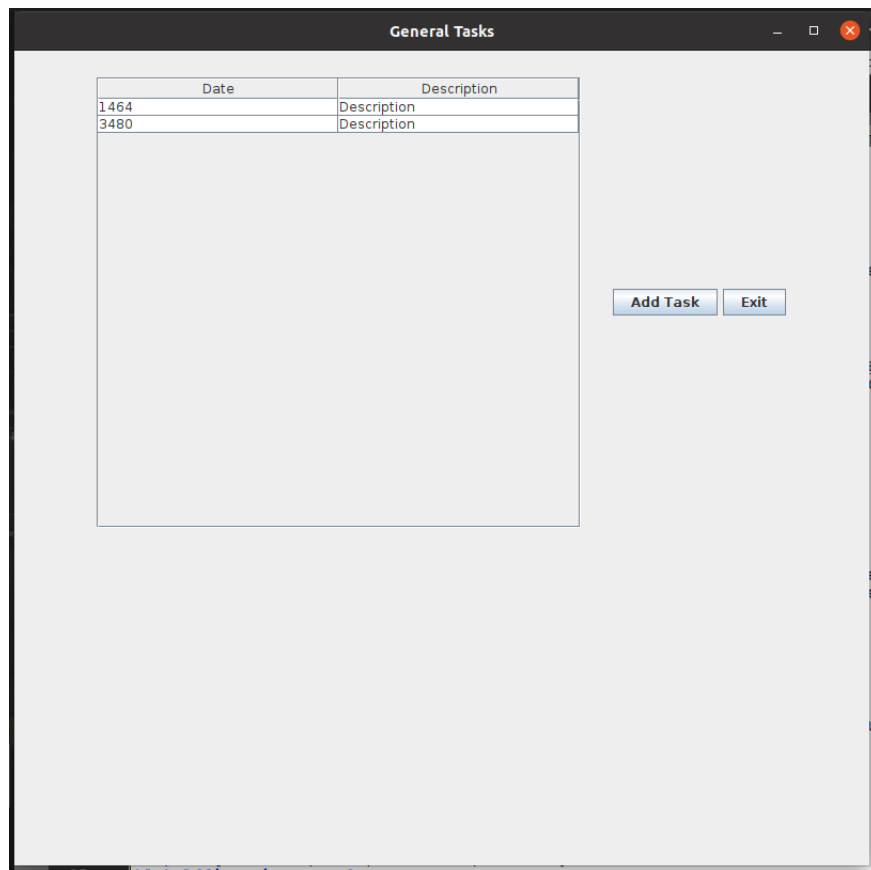 General Tasks
Date Description
1464 Description
3480 Description
Add Task Exit